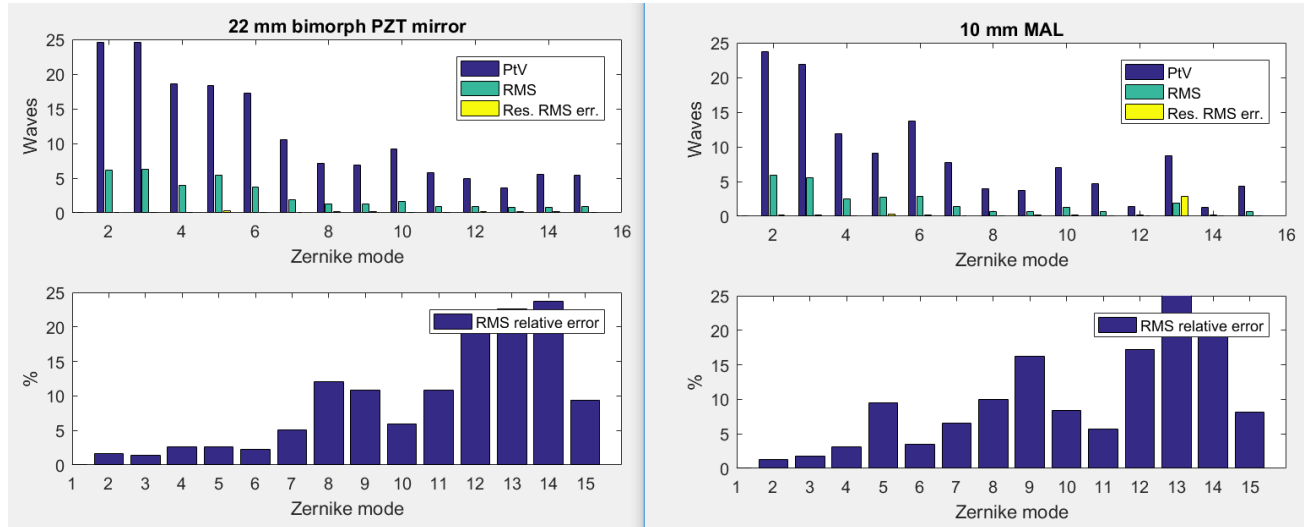 22 mm bimorph PZT mirror
25
20
15
10
5
0
Waves
PtV
RMS
Res. RMS err.
2 4 6 8 10 12 14 16
Zernike mode
25
20
15
10
5
0
%
RMS relative error
1 2 3 4 5 6 7 8 9 10 11 12 13 14 15
Zernike mode
10 mm MAL
25
20
15
10
5
0
Waves
PtV
RMS
Res. RMS err.
2 4 6 8 10 12 14 16
Zernike mode
25
20
15
10
5
0
%
RMS relative error
1 2 3 4 5 6 7 8 9 10 11 12 13 14 15
Zernike mode